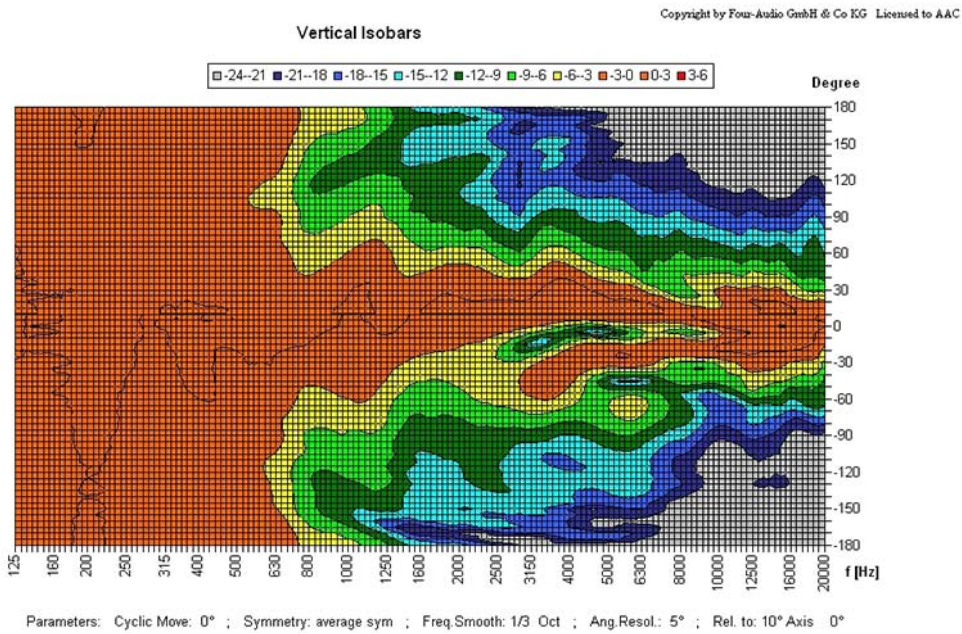 Copyright by Four-Audio GmbH & Co KG Licensed to AAC
Vertical Isobars
-24--21 -21--18 -18--15 -15--12 -12--9 -9--6 -6--3 -3-0 0-3 3-6
Degree
180
150
120
90
60
30
0
-30
-60
-90
-120
-150
-180
125 160 200 250 315 400 500 630 800 1000 1250 1600 2000 2500 3150 4000 5000 6300 8000 10000 12500 16000 20000
f [Hz]
Parameters: Cyclic Move: 0° ; Symmetry: average sym ; Freq.Smooth: 1/3 Oct ; Ang.Resol.: 5° ; Rel. to: 10° Axis 0°